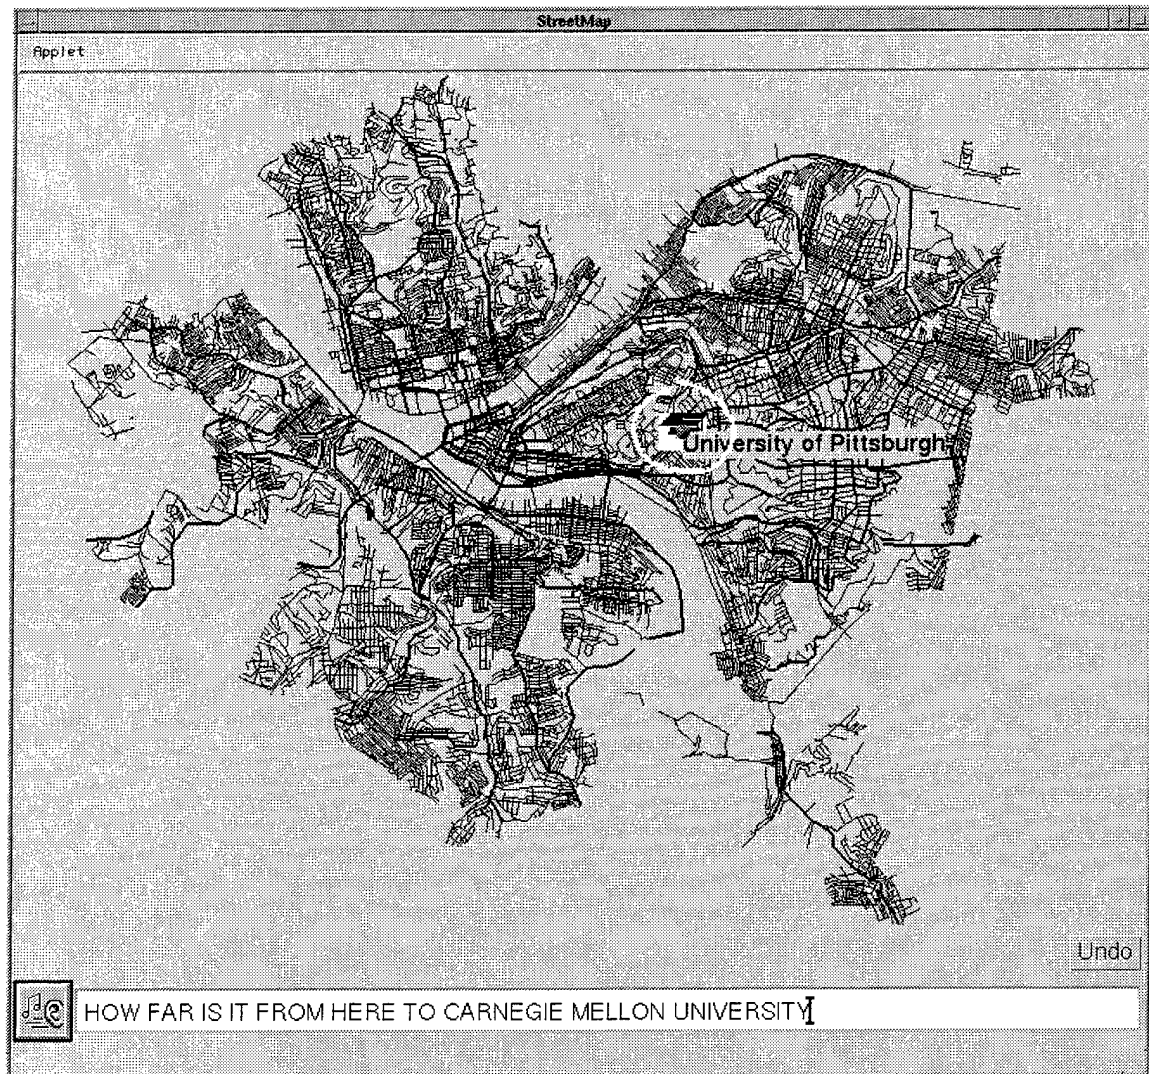 StreetMap
Applet
University of Pittsburgh
Undo
HOW FAR IS IT FROM HERE TO CARNEGIE MELLON UNIVERSITY